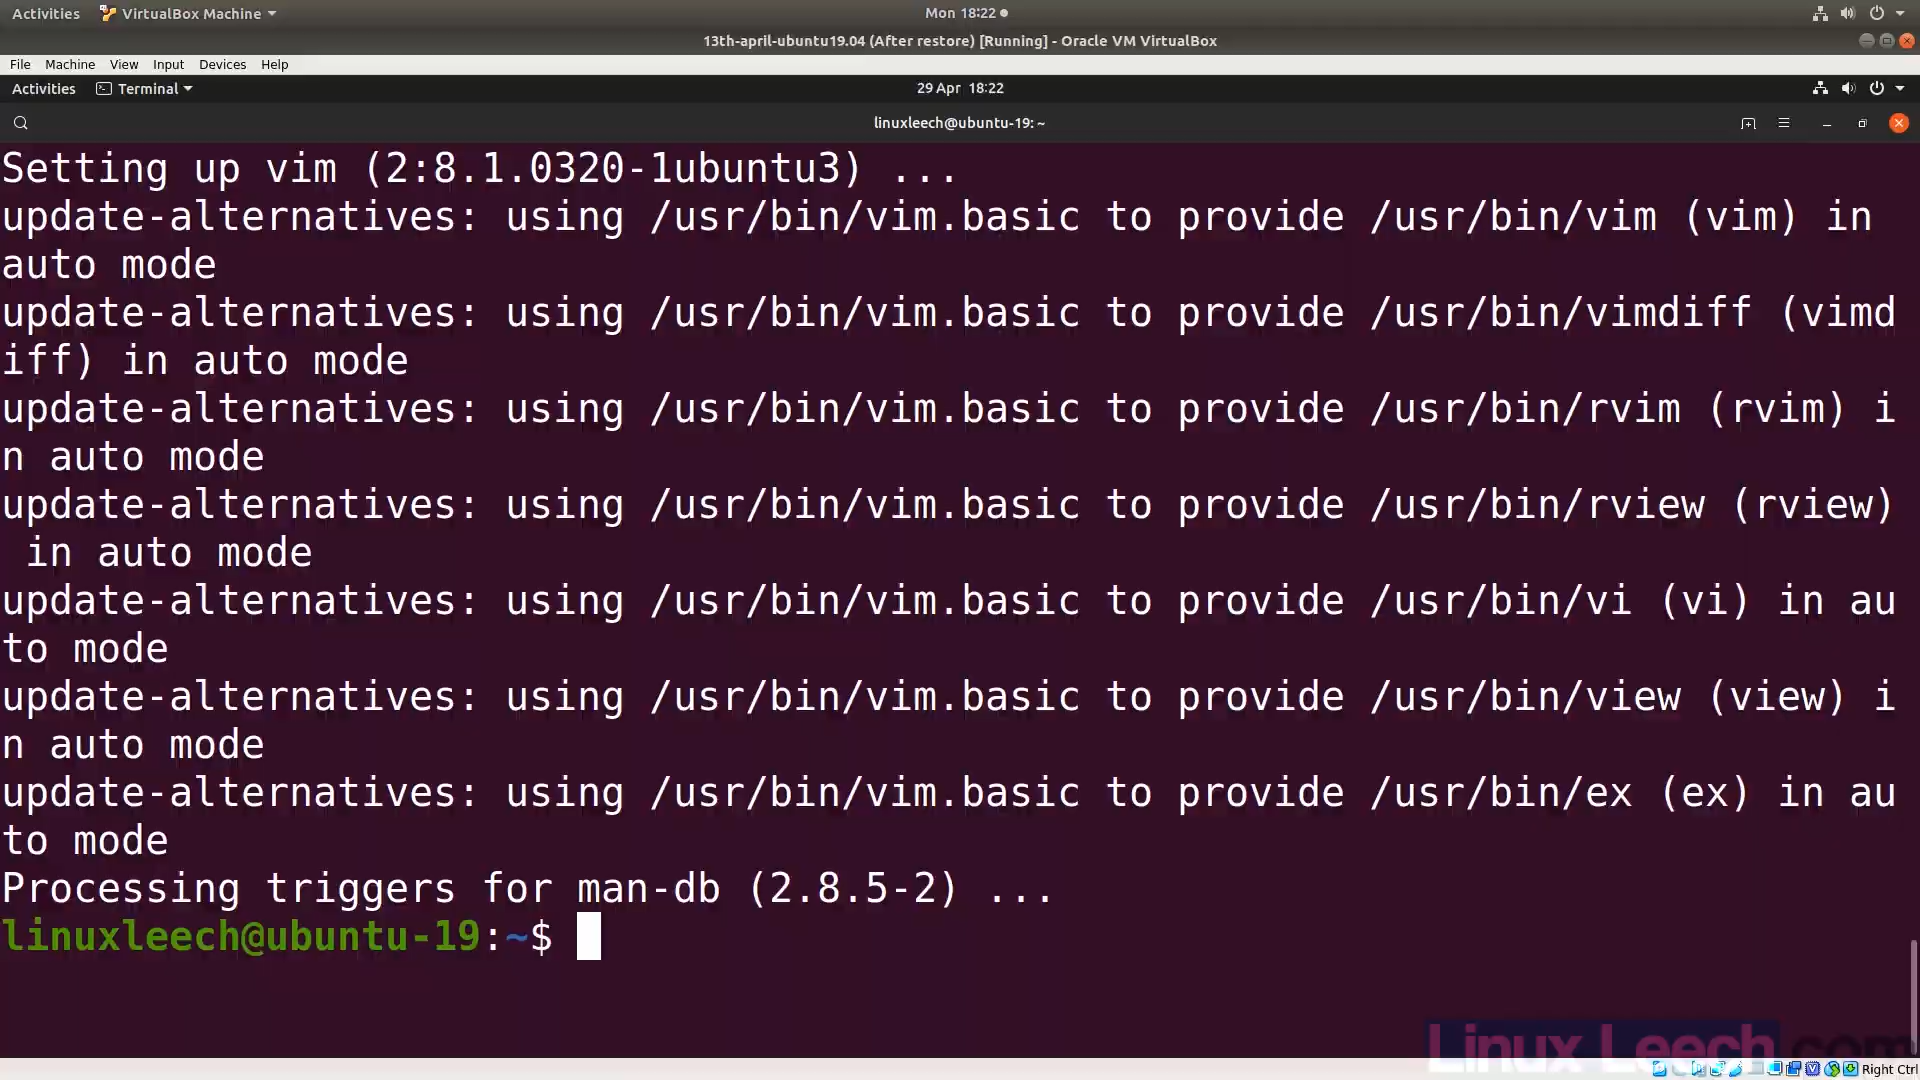 Activities VirtualBox Machine Mon 18:22
13th-april-ubuntu19.04 (After restore) [Running] - Oracle VM VirtualBox
File Machine View Input Devices Help
Activities Terminal 29 Apr 18:22
linuxleech@ubuntu-19: ~
Setting up vim (2:8.1.0320-1ubuntu3) ...
update-alternatives: using /usr/bin/vim.basic to provide /usr/bin/vim (vim) in
auto mode
update-alternatives: using /usr/bin/vim.basic to provide /usr/bin/vimdiff (vimd
iff) in auto mode
update-alternatives: using /usr/bin/vim.basic to provide /usr/bin/rvim (rvim) i
n auto mode
update-alternatives: using /usr/bin/vim.basic to provide /usr/bin/rview (rview)
 in auto mode
update-alternatives: using /usr/bin/vim.basic to provide /usr/bin/vi (vi) in au
to mode
update-alternatives: using /usr/bin/vim.basic to provide /usr/bin/view (view) i
n auto mode
update-alternatives: using /usr/bin/vim.basic to provide /usr/bin/ex (ex) in au
to mode
Processing triggers for man-db (2.8.5-2) ...
linuxleech@ubuntu-19:~$
Linux Leech.com
Right Ctrl